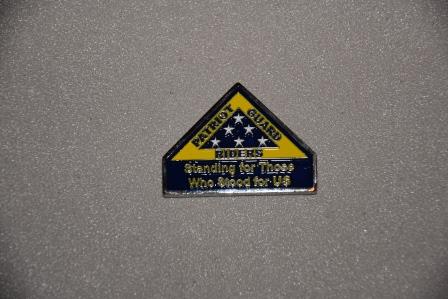 PATRIOT GUARD
RIDERS
Standing for Those
Who Stood for US